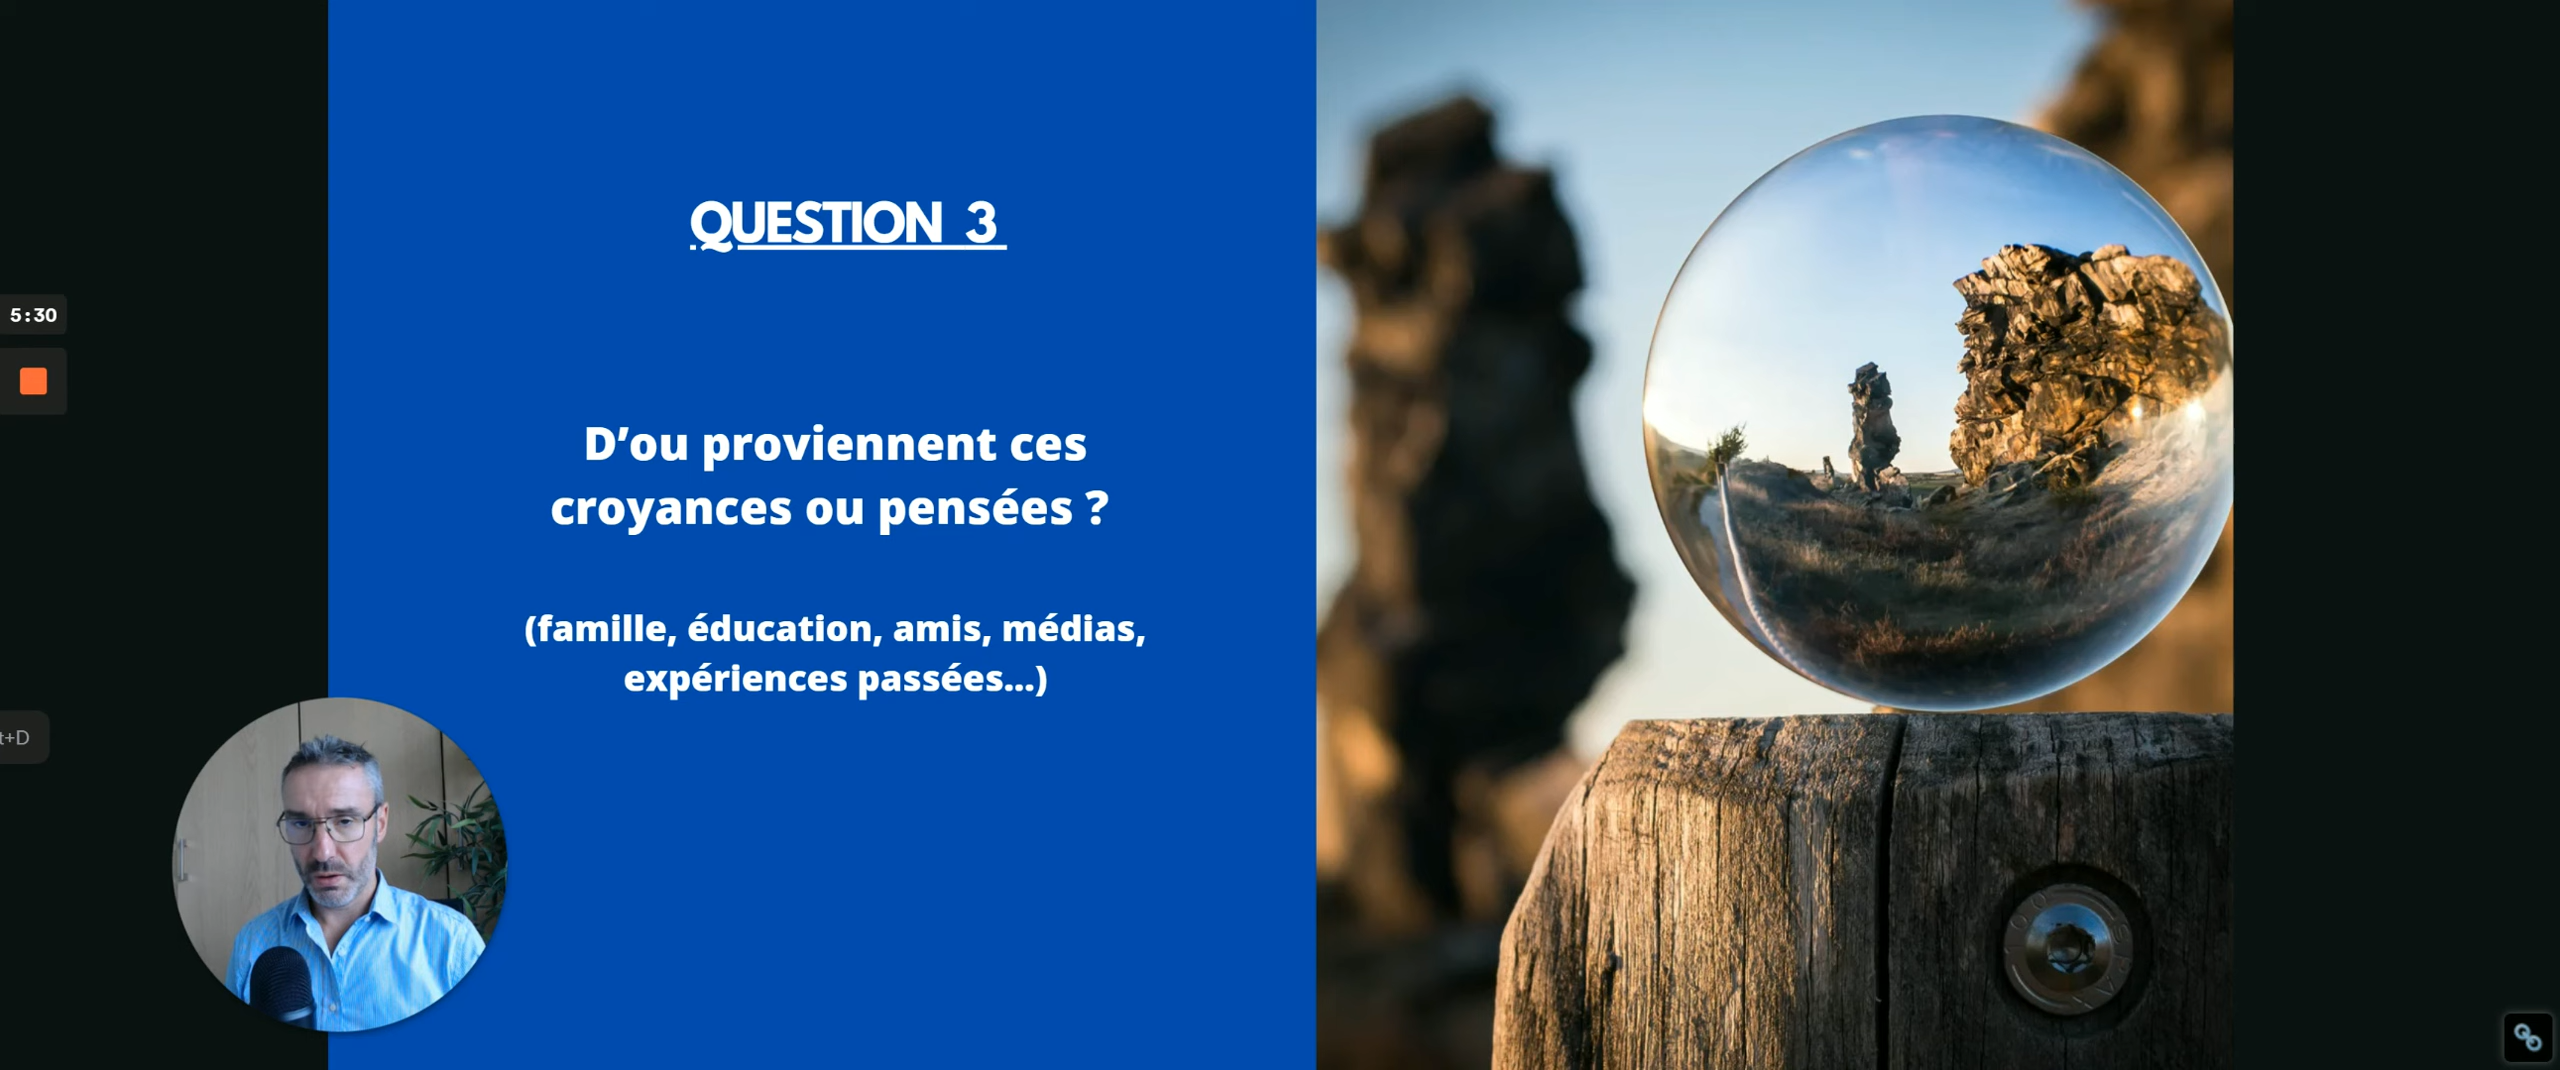 QUESTION 3
D’ou proviennent ces
croyances ou pensées ?
(famille, éducation, amis, médias,
expériences passées...)
5:30
t+D